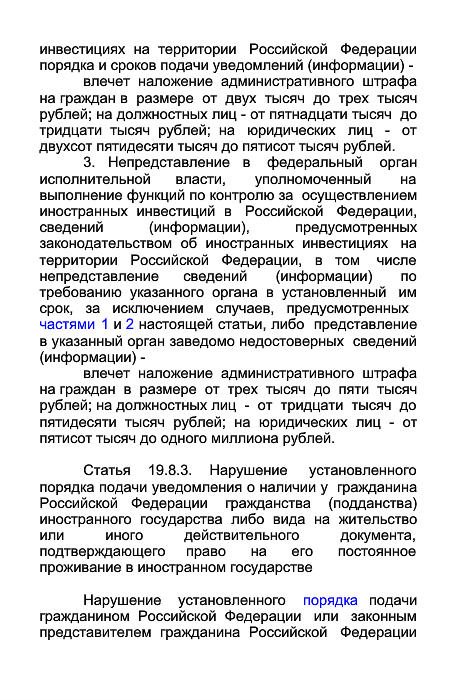 инвестициях на территории Российской Федерации
порядка и сроков подачи уведомлений (информации) -
влечет наложение административного штрафа
на граждан в размере от двух тысяч до трех тысяч
рублей; на должностных лиц - от пятнадцати тысяч до
тридцати тысяч рублей; на юридических лиц - от
двухсот пятидесяти тысяч до пятисот тысяч рублей.
3. Непредставление в федеральный орган
исполнительной власти, уполномоченный на
выполнение функций по контролю за осуществлением
иностранных инвестиций в Российской Федерации,
сведений (информации), предусмотренных
законодательством об иностранных инвестициях на
территории Российской Федерации, в том числе
непредставление сведений (информации) по
требованию указанного органа в установленный им
срок, за исключением случаев, предусмотренных
частями 1 и 2 настоящей статьи, либо представление
в указанный орган заведомо недостоверных сведений
(информации) -
влечет наложение административного штрафа
на граждан в размере от трех тысяч до пяти тысяч
рублей; на должностных лиц - от тридцати тысяч до
пятидесяти тысяч рублей; на юридических лиц - от
пятисот тысяч до одного миллиона рублей.
Статья 19.8.3. Нарушение установленного
порядка подачи уведомления о наличии у гражданина
Российской Федерации гражданства (подданства)
иностранного государства либо вида на жительство
или иного действительного документа,
подтверждающего право на его постоянное
проживание в иностранном государстве
Нарушение установленного порядка подачи
гражданином Российской Федерации или законным
представителем гражданина Российской Федерации